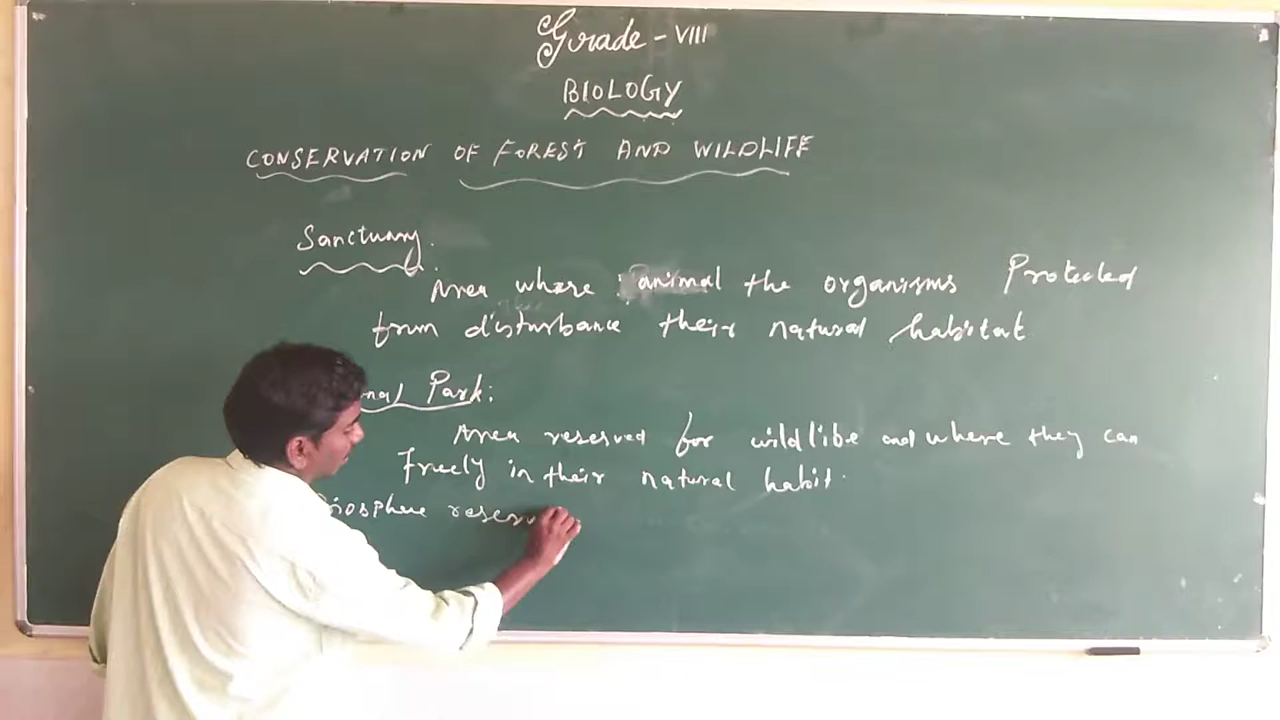 Grade - VIII
BIOLOGY
CONSERVATION OF FOREST AND WILDLIFE
Sanctuary.
Area where animal the organisms Protected
from disturbance their natural habitat
Park:
Area reserved for wildlibe and where they can
Freely in their natural habit.